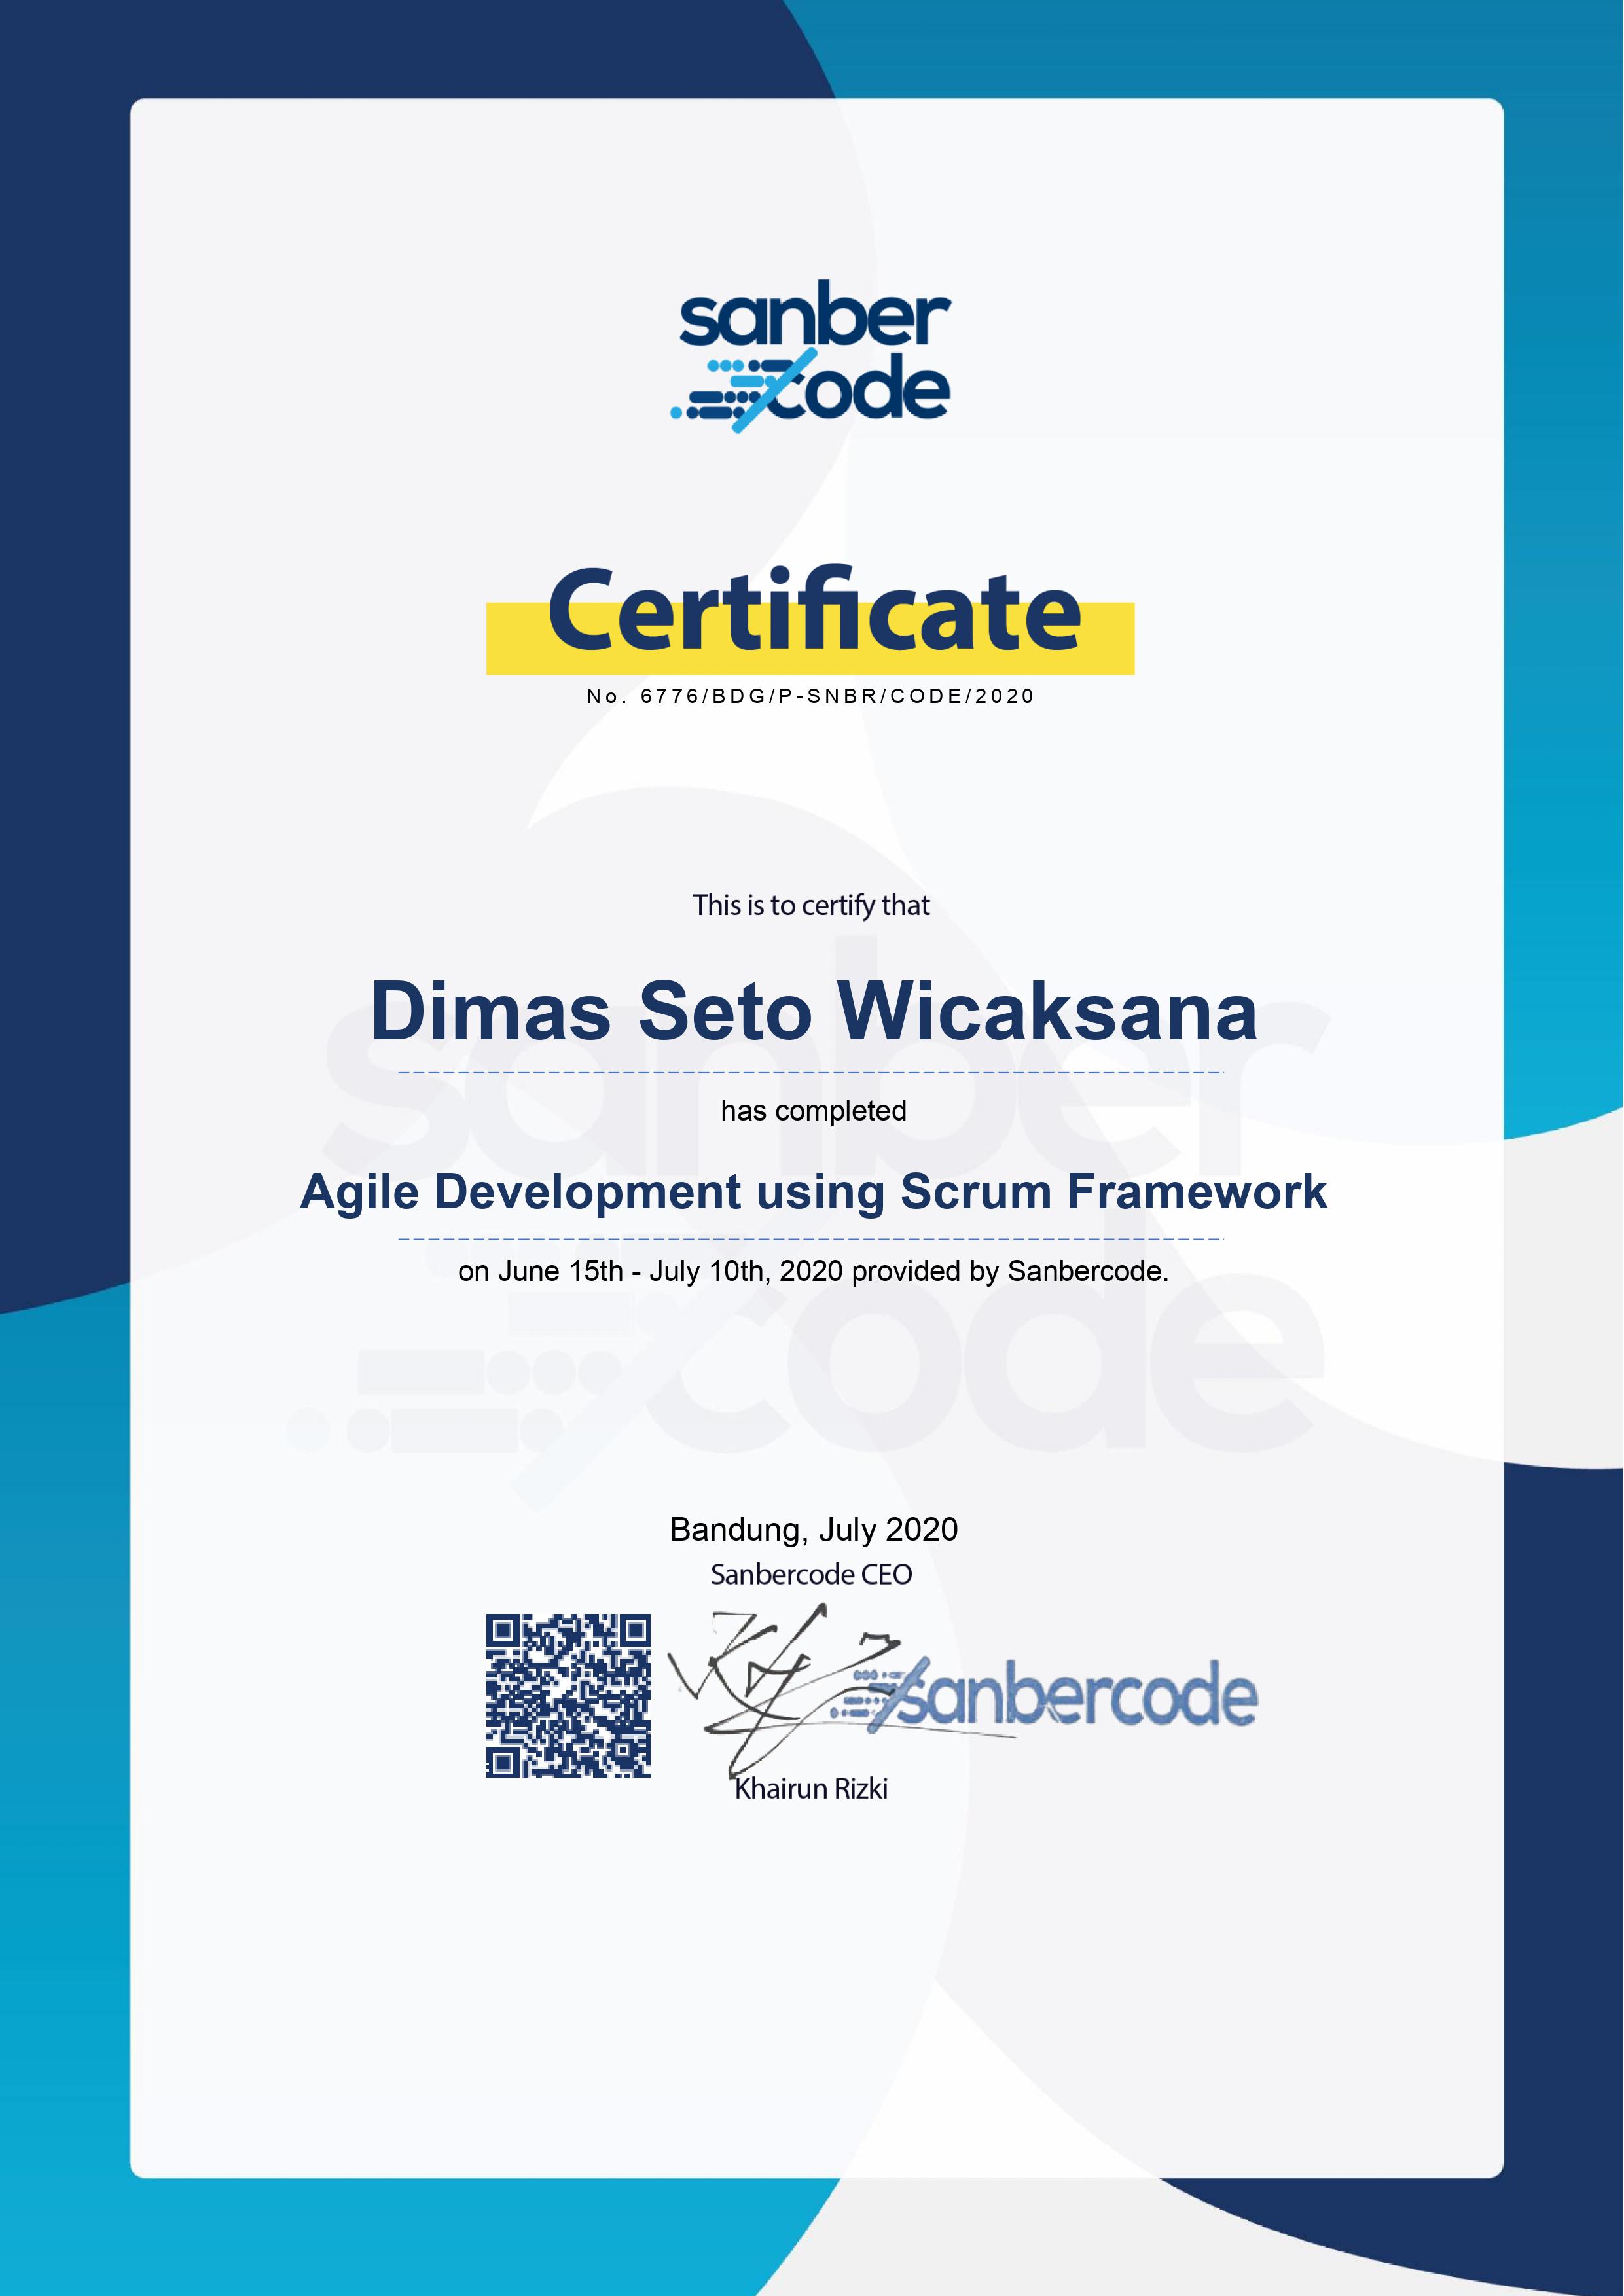 sanber
code
Certificate
No. 6776/BDG/P-SNBR/CODE/2020
This is to certify that
Dimas Seto Wicaksana
has completed
Agile Development using Scrum Framework
on June 15th - July 10th, 2020 provided by Sanbercode.
sanber
code
Bandung, July 2020
Sanbercode CEO
sanbercode
Khairun Rizki